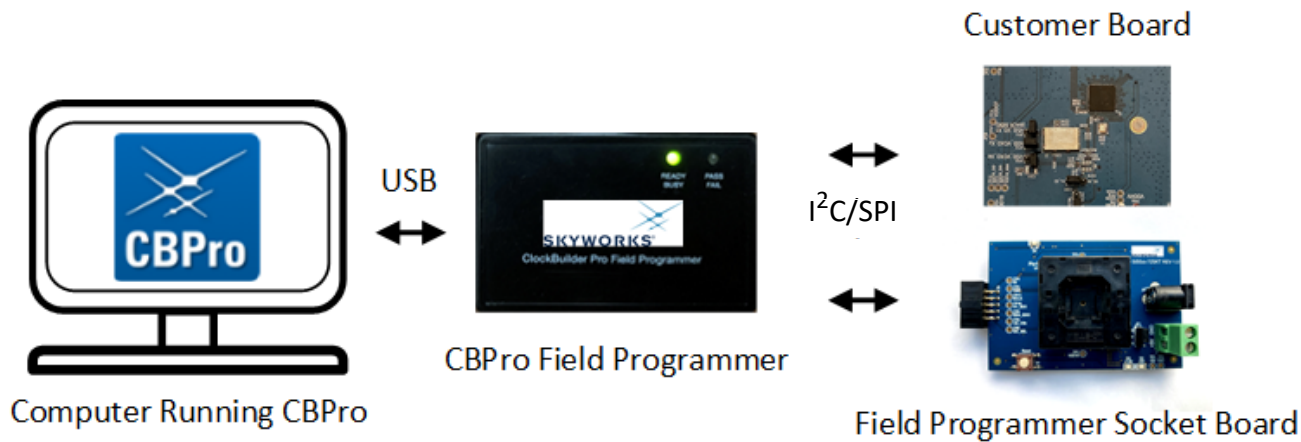 Customer Board
CBPro
USB
READY
BUSY
PASS
FAIL
SKYWORKS
ClockBuilder Pro Field Programmer
I²C/SPI
CBPro Field Programmer
Computer Running CBPro
Field Programmer Socket Board